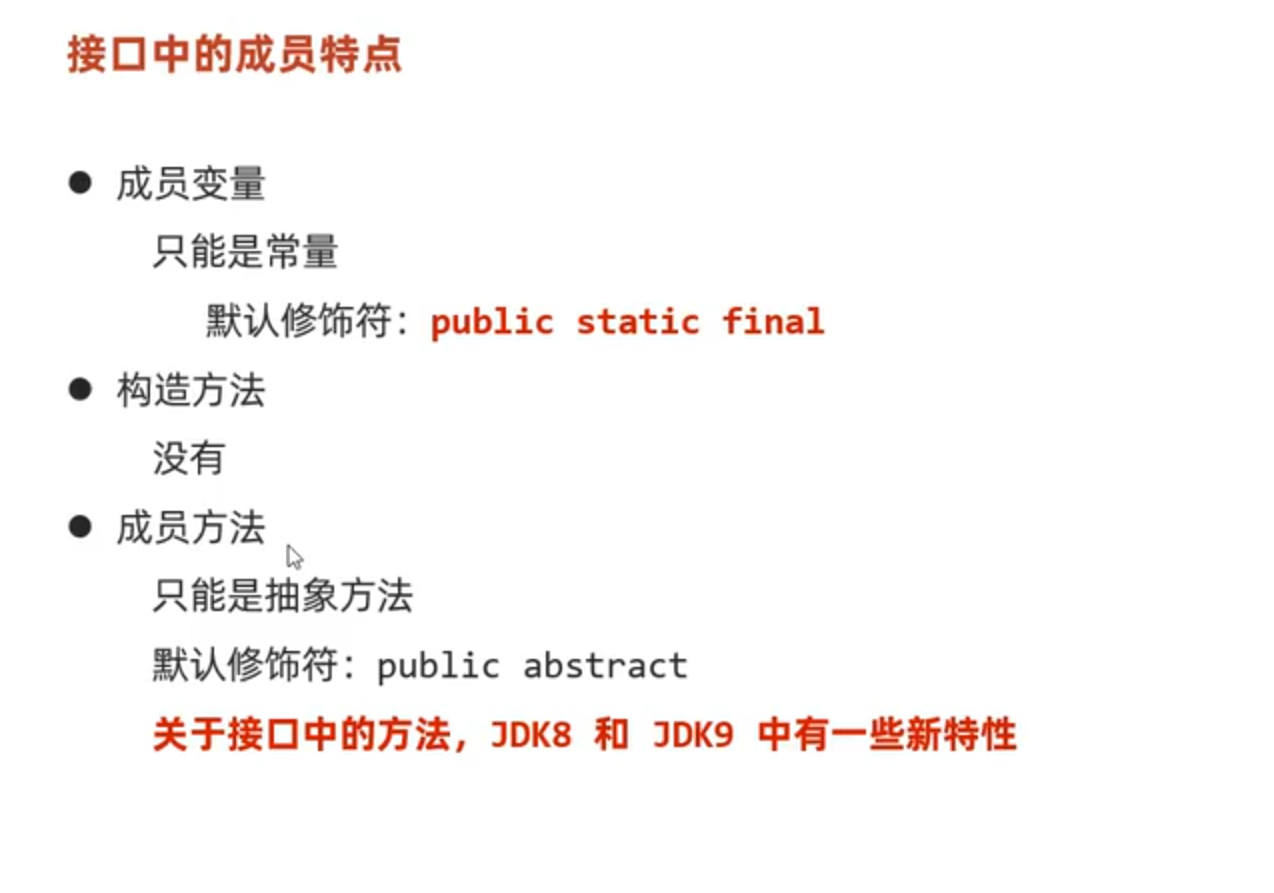 接口中的成员特点
● 成员变量
只能是常量
默认修饰符：public static final
● 构造方法
没有
● 成员方法
只能是抽象方法
默认修饰符：public abstract
关于接口中的方法，JDK8 和 JDK9 中有一些新特性